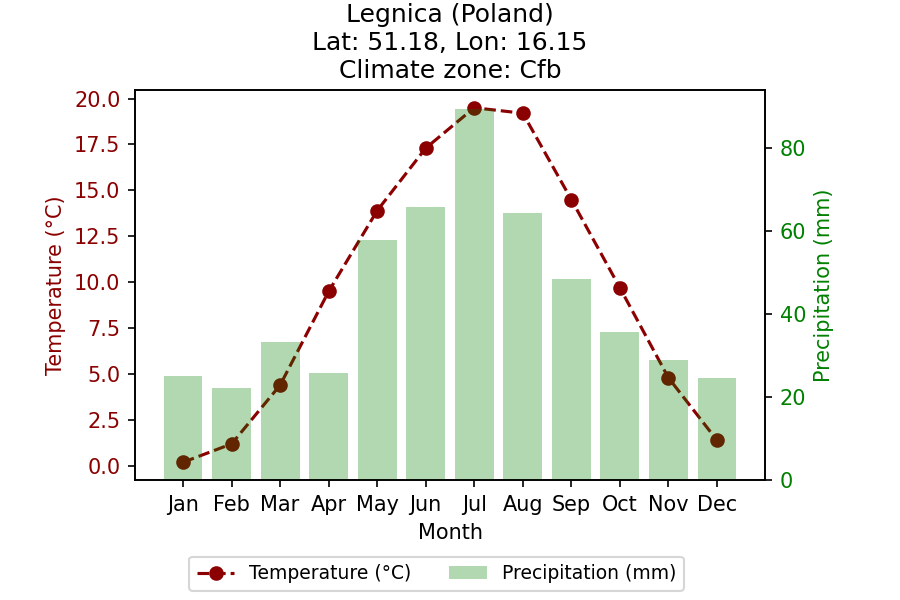 Legnica (Poland)
Lat: 51.18, Lon: 16.15
Climate zone: Cfb
Temperature (°C)
20.0
17.5
15.0
12.5
10.0
7.5
5.0
2.5
0.0
Precipitation (mm)
80
60
40
20
0
Jan Feb Mar Apr May Jun Jul Aug Sep Oct Nov Dec
Month
Temperature (°C) Precipitation (mm)